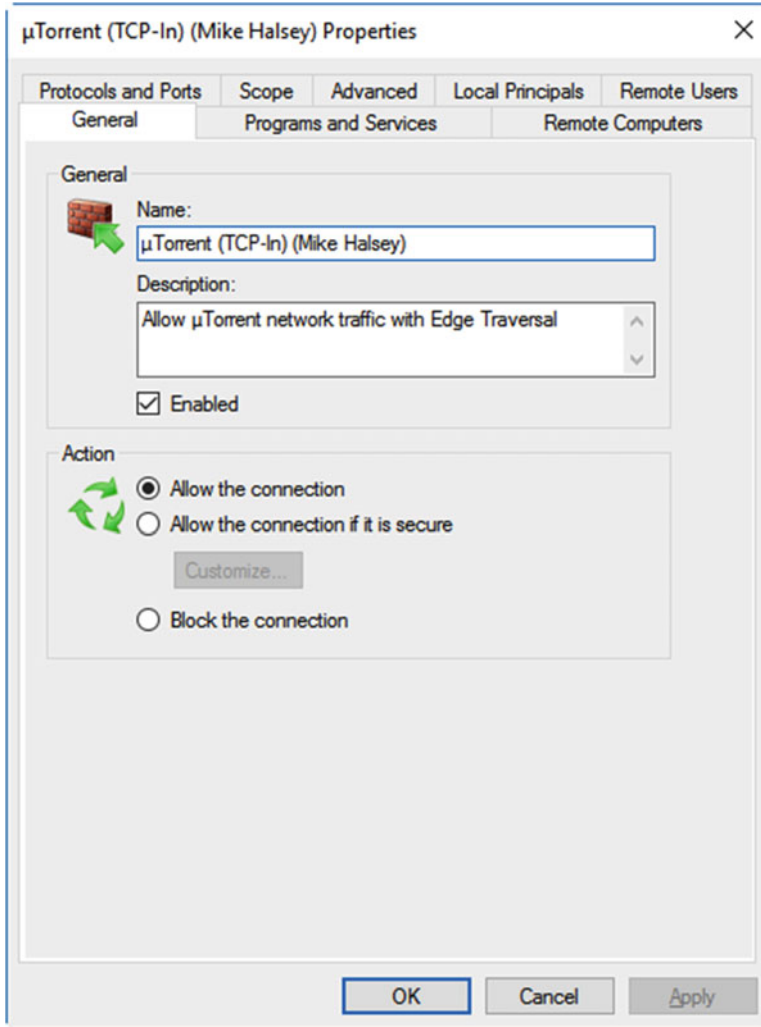 µTorrent (TCP-In) (Mike Halsey) Properties
Protocols and Ports Scope Advanced Local Principals Remote Users
General Programs and Services Remote Computers
General
Name:
µTorrent (TCP-In) (Mike Halsey)
Description:
Allow µTorrent network traffic with Edge Traversal
Enabled
Action
Allow the connection
Allow the connection if it is secure
Customize...
Block the connection
OK Cancel Apply